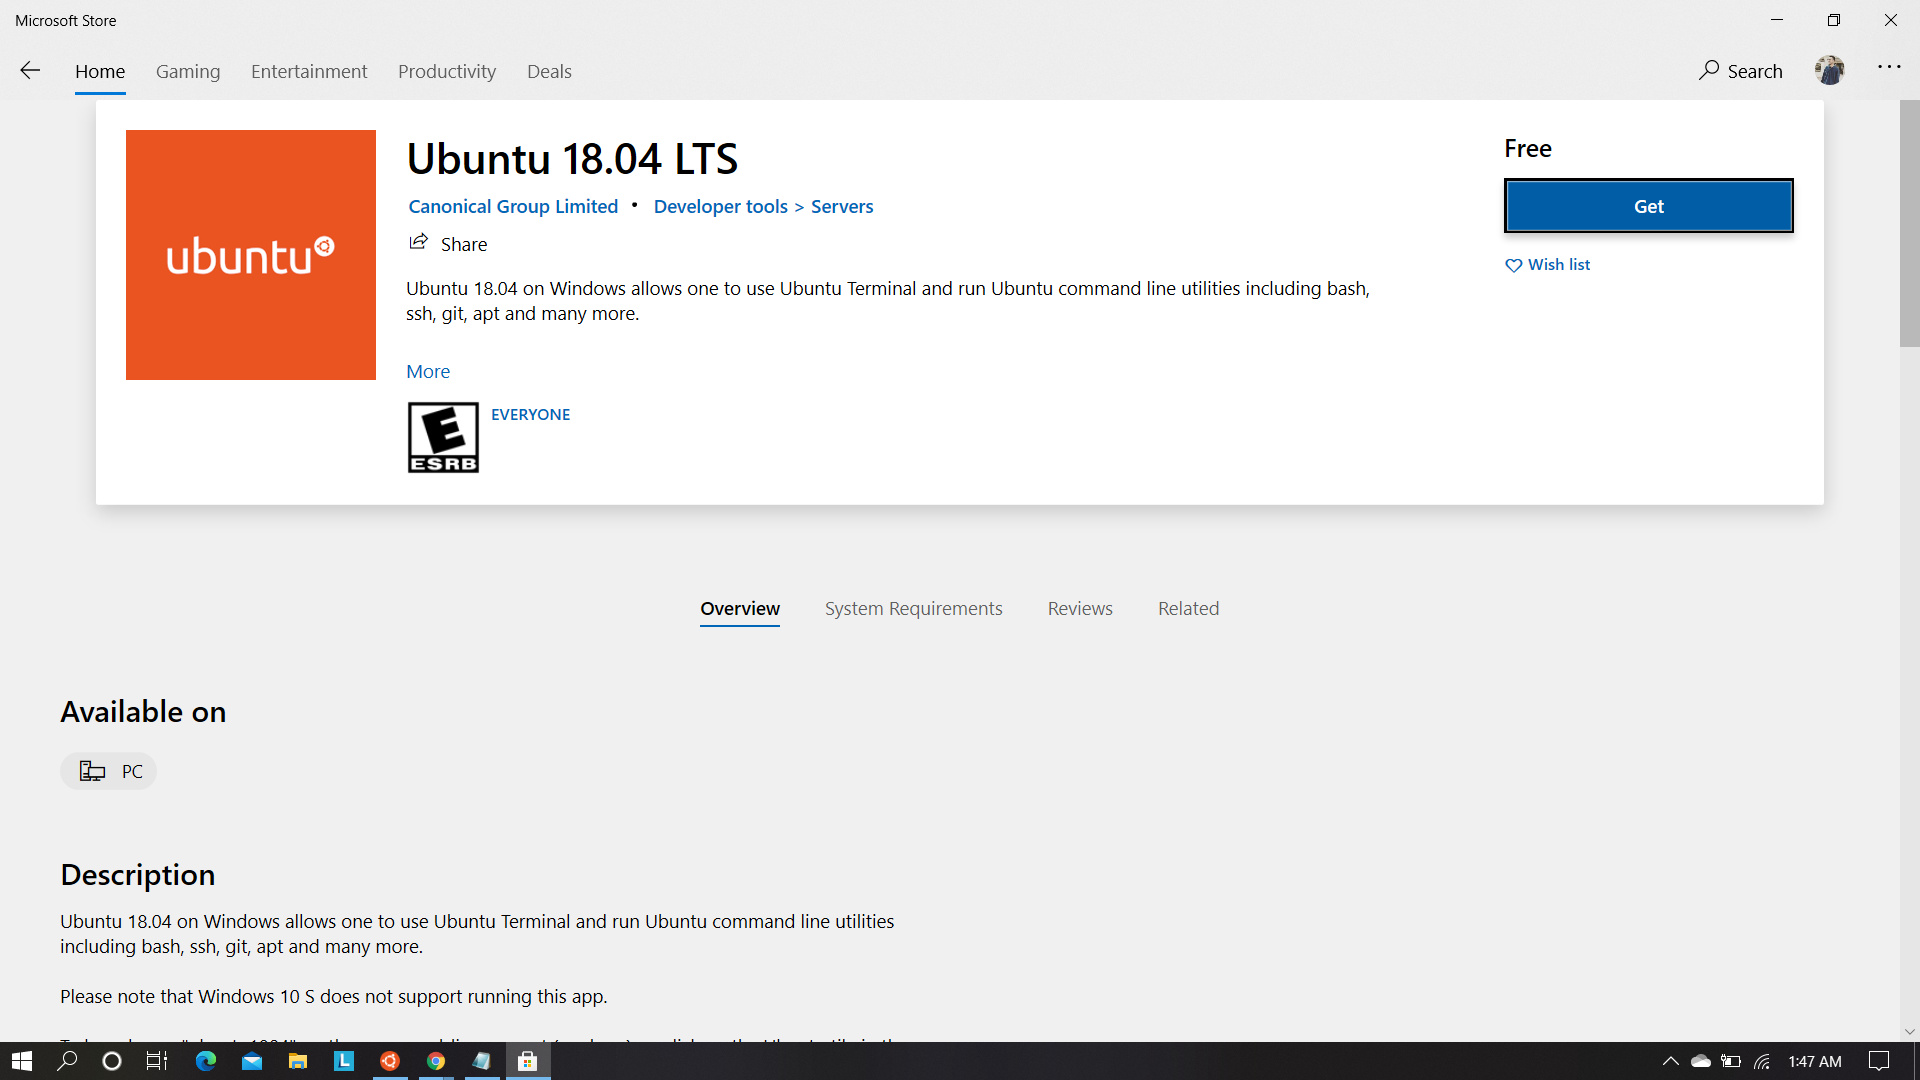 Microsoft Store
Home Gaming Entertainment Productivity Deals Search
ubuntu
Ubuntu 18.04 LTS
Canonical Group Limited • Developer tools > Servers
Share
Ubuntu 18.04 on Windows allows one to use Ubuntu Terminal and run Ubuntu command line utilities including bash,
ssh, git, apt and many more.
More
E
ESRB
EVERYONE
Free
Get
Wish list
Overview System Requirements Reviews Related
Available on
PC
Description
Ubuntu 18.04 on Windows allows one to use Ubuntu Terminal and run Ubuntu command line utilities
including bash, ssh, git, apt and many more.
Please note that Windows 10 S does not support running this app.
L
1:47 AM